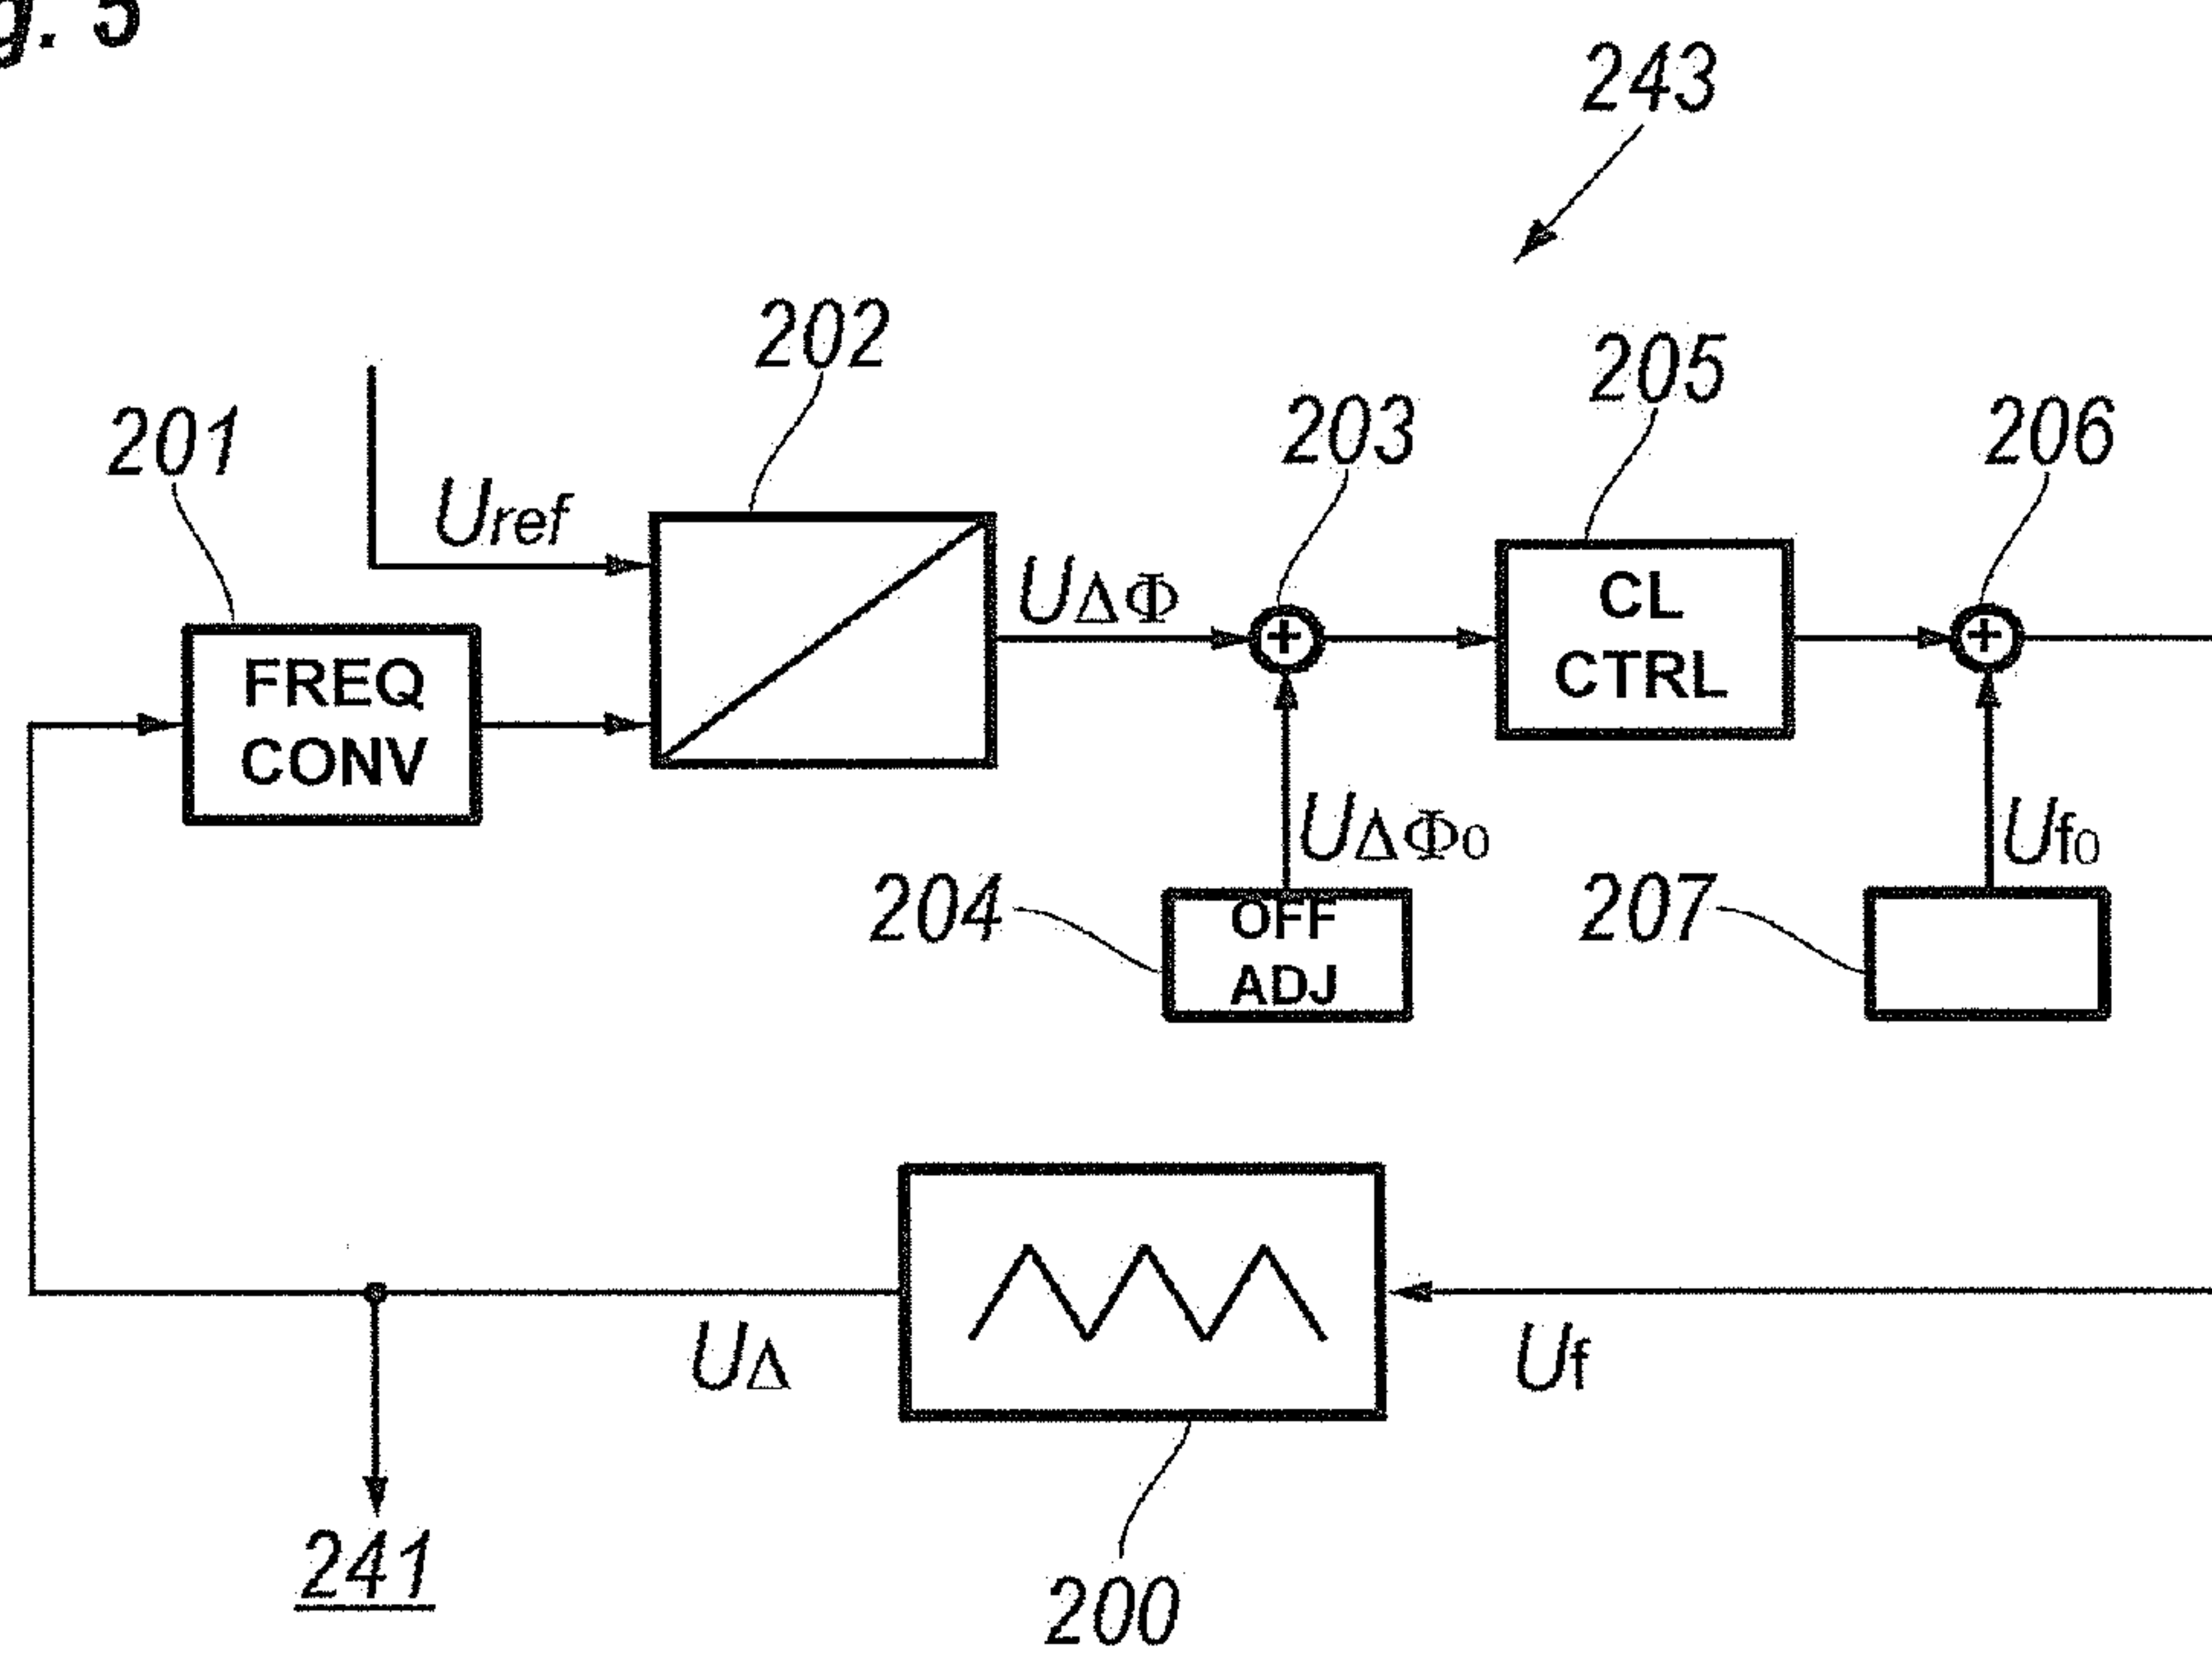 g. 5
243
202
205
201
203
206
Uref
UΔΦ
CL
CTRL
FREQ
CONV
UΔΦ0
Uf0
204
OFF
ADJ
207
UΔ
Uf
241
200